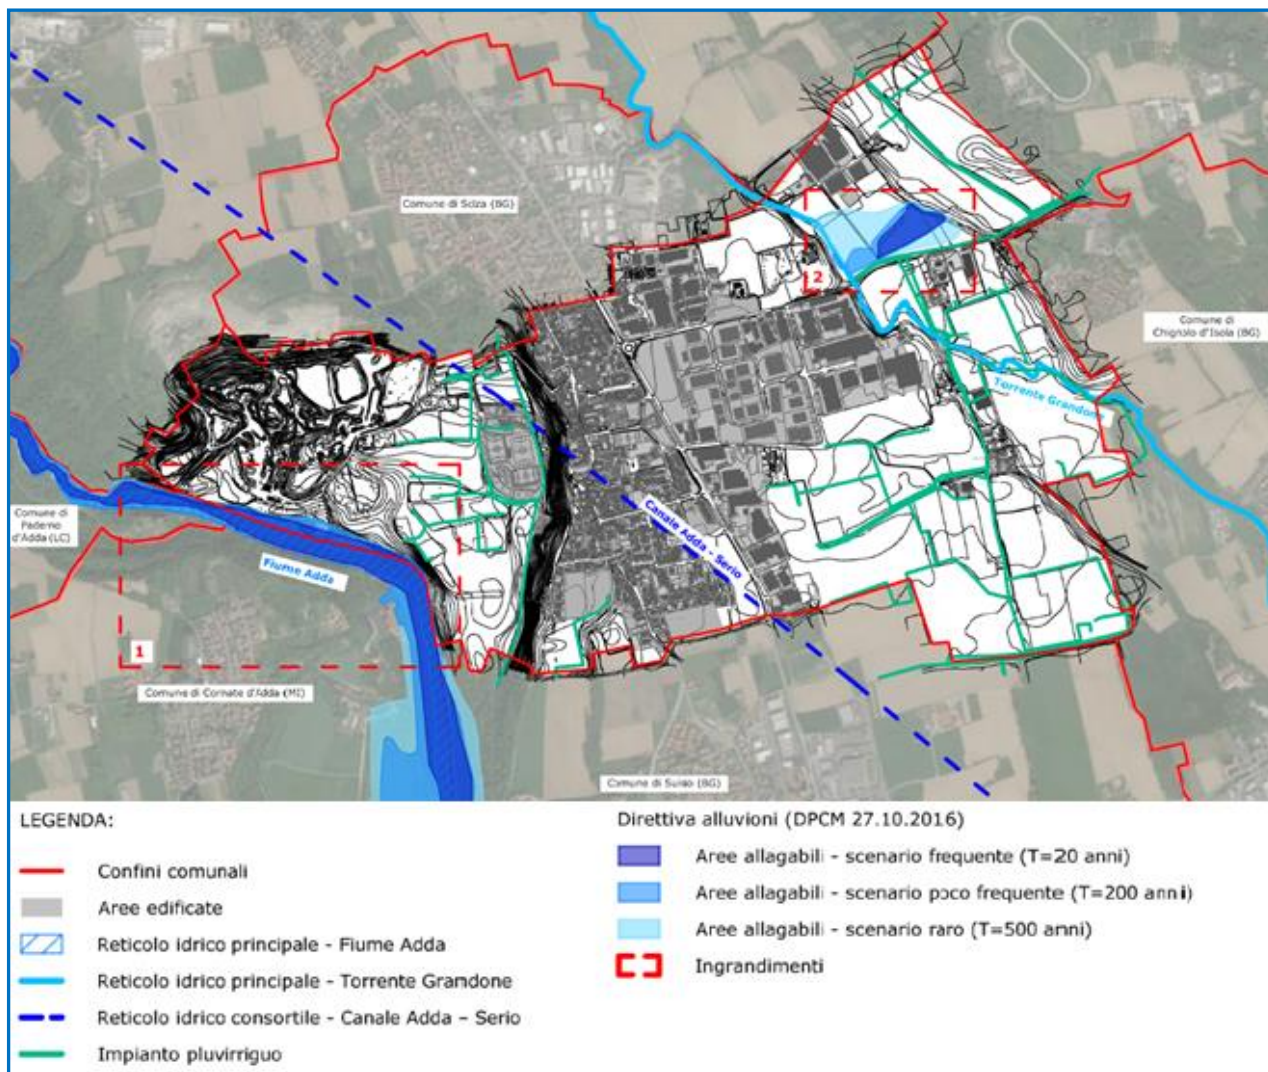 Comune di Solza (BG)
2
Comune di
Chignolo d'Isola (BG)
Torrente Grandone
Comune di
Paderno
d'Adda (LC)
Canale Adda - Serio
Fiume Adda
1
Comune di Cornate d'Adda (MI)
Comune di Suisio (BG)
LEGENDA:
Confini comunali
Aree edificate
Reticolo idrico principale - Fiume Adda
Reticolo idrico principale - Torrente Grandone
Reticolo idrico consortile - Canale Adda – Serio
Impianto pluvirriguo
Direttiva alluvioni (DPCM 27.10.2016)
Aree allagabili - scenario frequente (T=20 anni)
Aree allagabili - scenario poco frequente (T=200 anni)
Aree allagabili - scenario raro (T=500 anni)
Ingrandimenti